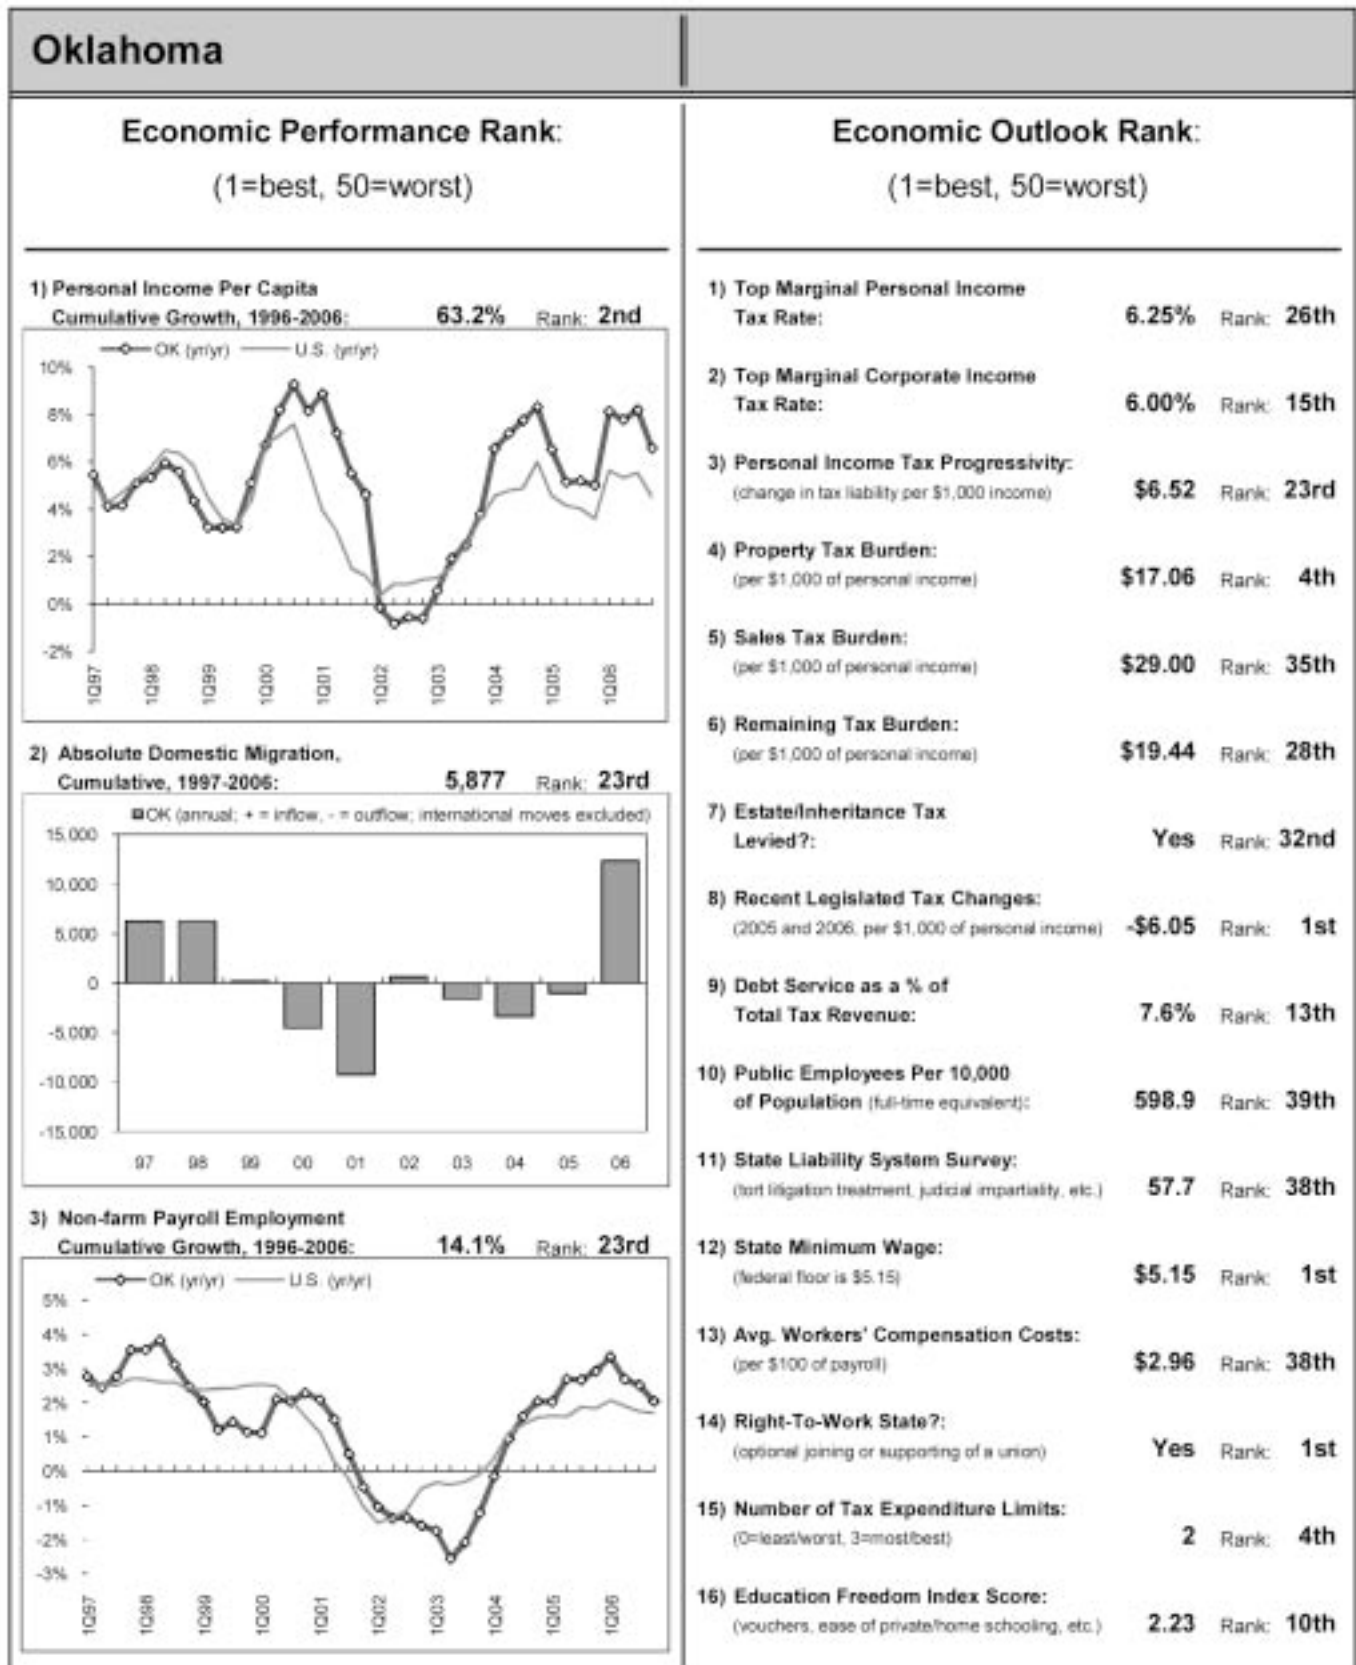 Oklahoma
Economic Performance Rank:
(1=best, 50=worst)
1) Personal Income Per Capita
Cumulative Growth, 1996-2006: 63.2% Rank: 2nd
OK (yr/yr) U.S. (yr/yr)
10%
8%
6%
4%
2%
0%
-2%
1Q97 1Q98 1Q99 1Q00 1Q01 1Q02 1Q03 1Q04 1Q05 1Q06
2) Absolute Domestic Migration,
Cumulative, 1997-2006: 5,877 Rank: 23rd
OK (annual; + = inflow, - = outflow; international moves excluded)
15,000
10,000
5,000
0
-5,000
-10,000
-15,000
97 98 99 00 01 02 03 04 05 06
3) Non-farm Payroll Employment
Cumulative Growth, 1996-2006: 14.1% Rank: 23rd
OK (yr/yr) U.S. (yr/yr)
5%
4%
3%
2%
1%
0%
-1%
-2%
-3%
1Q97 1Q98 1Q99 1Q00 1Q01 1Q02 1Q03 1Q04 1Q05 1Q06
Economic Outlook Rank:
(1=best, 50=worst)
1) Top Marginal Personal Income
Tax Rate: 6.25% Rank: 26th
2) Top Marginal Corporate Income
Tax Rate: 6.00% Rank: 15th
3) Personal Income Tax Progressivity:
(change in tax liability per $1,000 income) $6.52 Rank: 23rd
4) Property Tax Burden:
(per $1,000 of personal income) $17.06 Rank: 4th
5) Sales Tax Burden:
(per $1,000 of personal income) $29.00 Rank: 35th
6) Remaining Tax Burden:
(per $1,000 of personal income) $19.44 Rank: 28th
7) Estate/Inheritance Tax
Levied?: Yes Rank: 32nd
8) Recent Legislated Tax Changes:
(2005 and 2006, per $1,000 of personal income) -$6.05 Rank: 1st
9) Debt Service as a % of
Total Tax Revenue: 7.6% Rank: 13th
10) Public Employees Per 10,000
of Population (full-time equivalent): 598.9 Rank: 39th
11) State Liability System Survey:
(tort litigation treatment, judicial impartiality, etc.) 57.7 Rank: 38th
12) State Minimum Wage:
(federal floor is $5.15) $5.15 Rank: 1st
13) Avg. Workers' Compensation Costs:
(per $100 of payroll) $2.96 Rank: 38th
14) Right-To-Work State?:
(optional joining or supporting of a union) Yes Rank: 1st
15) Number of Tax Expenditure Limits:
(0=least/worst, 3=most/best) 2 Rank: 4th
16) Education Freedom Index Score:
(vouchers, ease of private/home schooling, etc.) 2.23 Rank: 10th